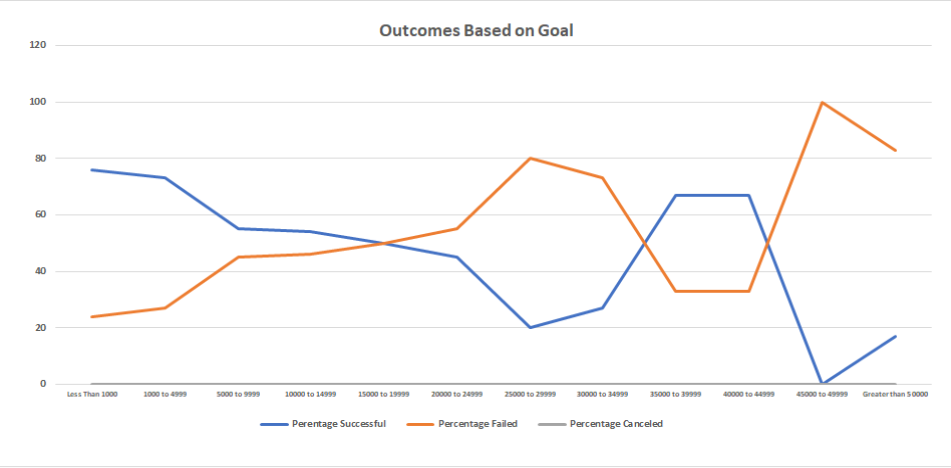 Outcomes Based on Goal
120
100
80
60
40
20
0
Less Than 1000 1000 to 4999 5000 to 9999 10000 to 14999 15000 to 19999 20000 to 24999 25000 to 29999 30000 to 34999 35000 to 39999 40000 to 44999 45000 to 49999 Greater than 50000
Perentage Successful Percentage Failed Percentage Canceled